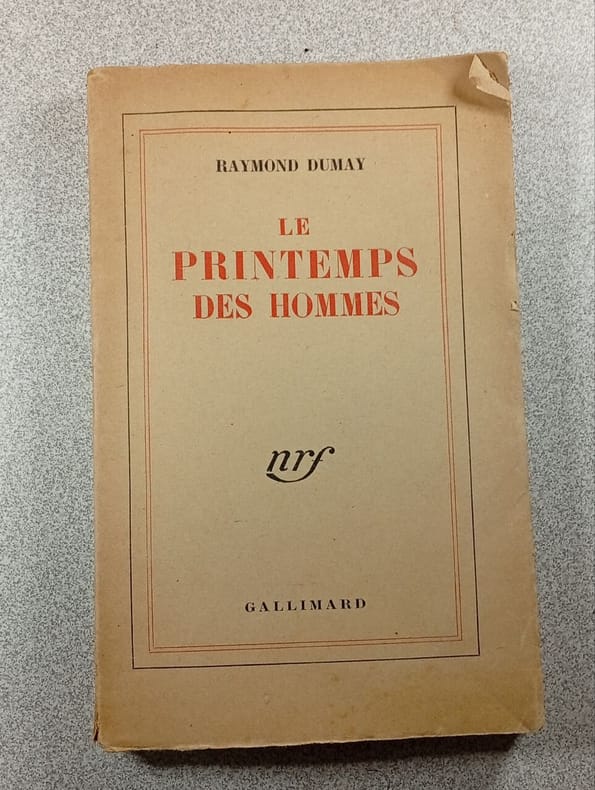 RAYMOND DUMAY
LE
PRINTEMPS
DES HOMMES
nrf
GALLIMARD